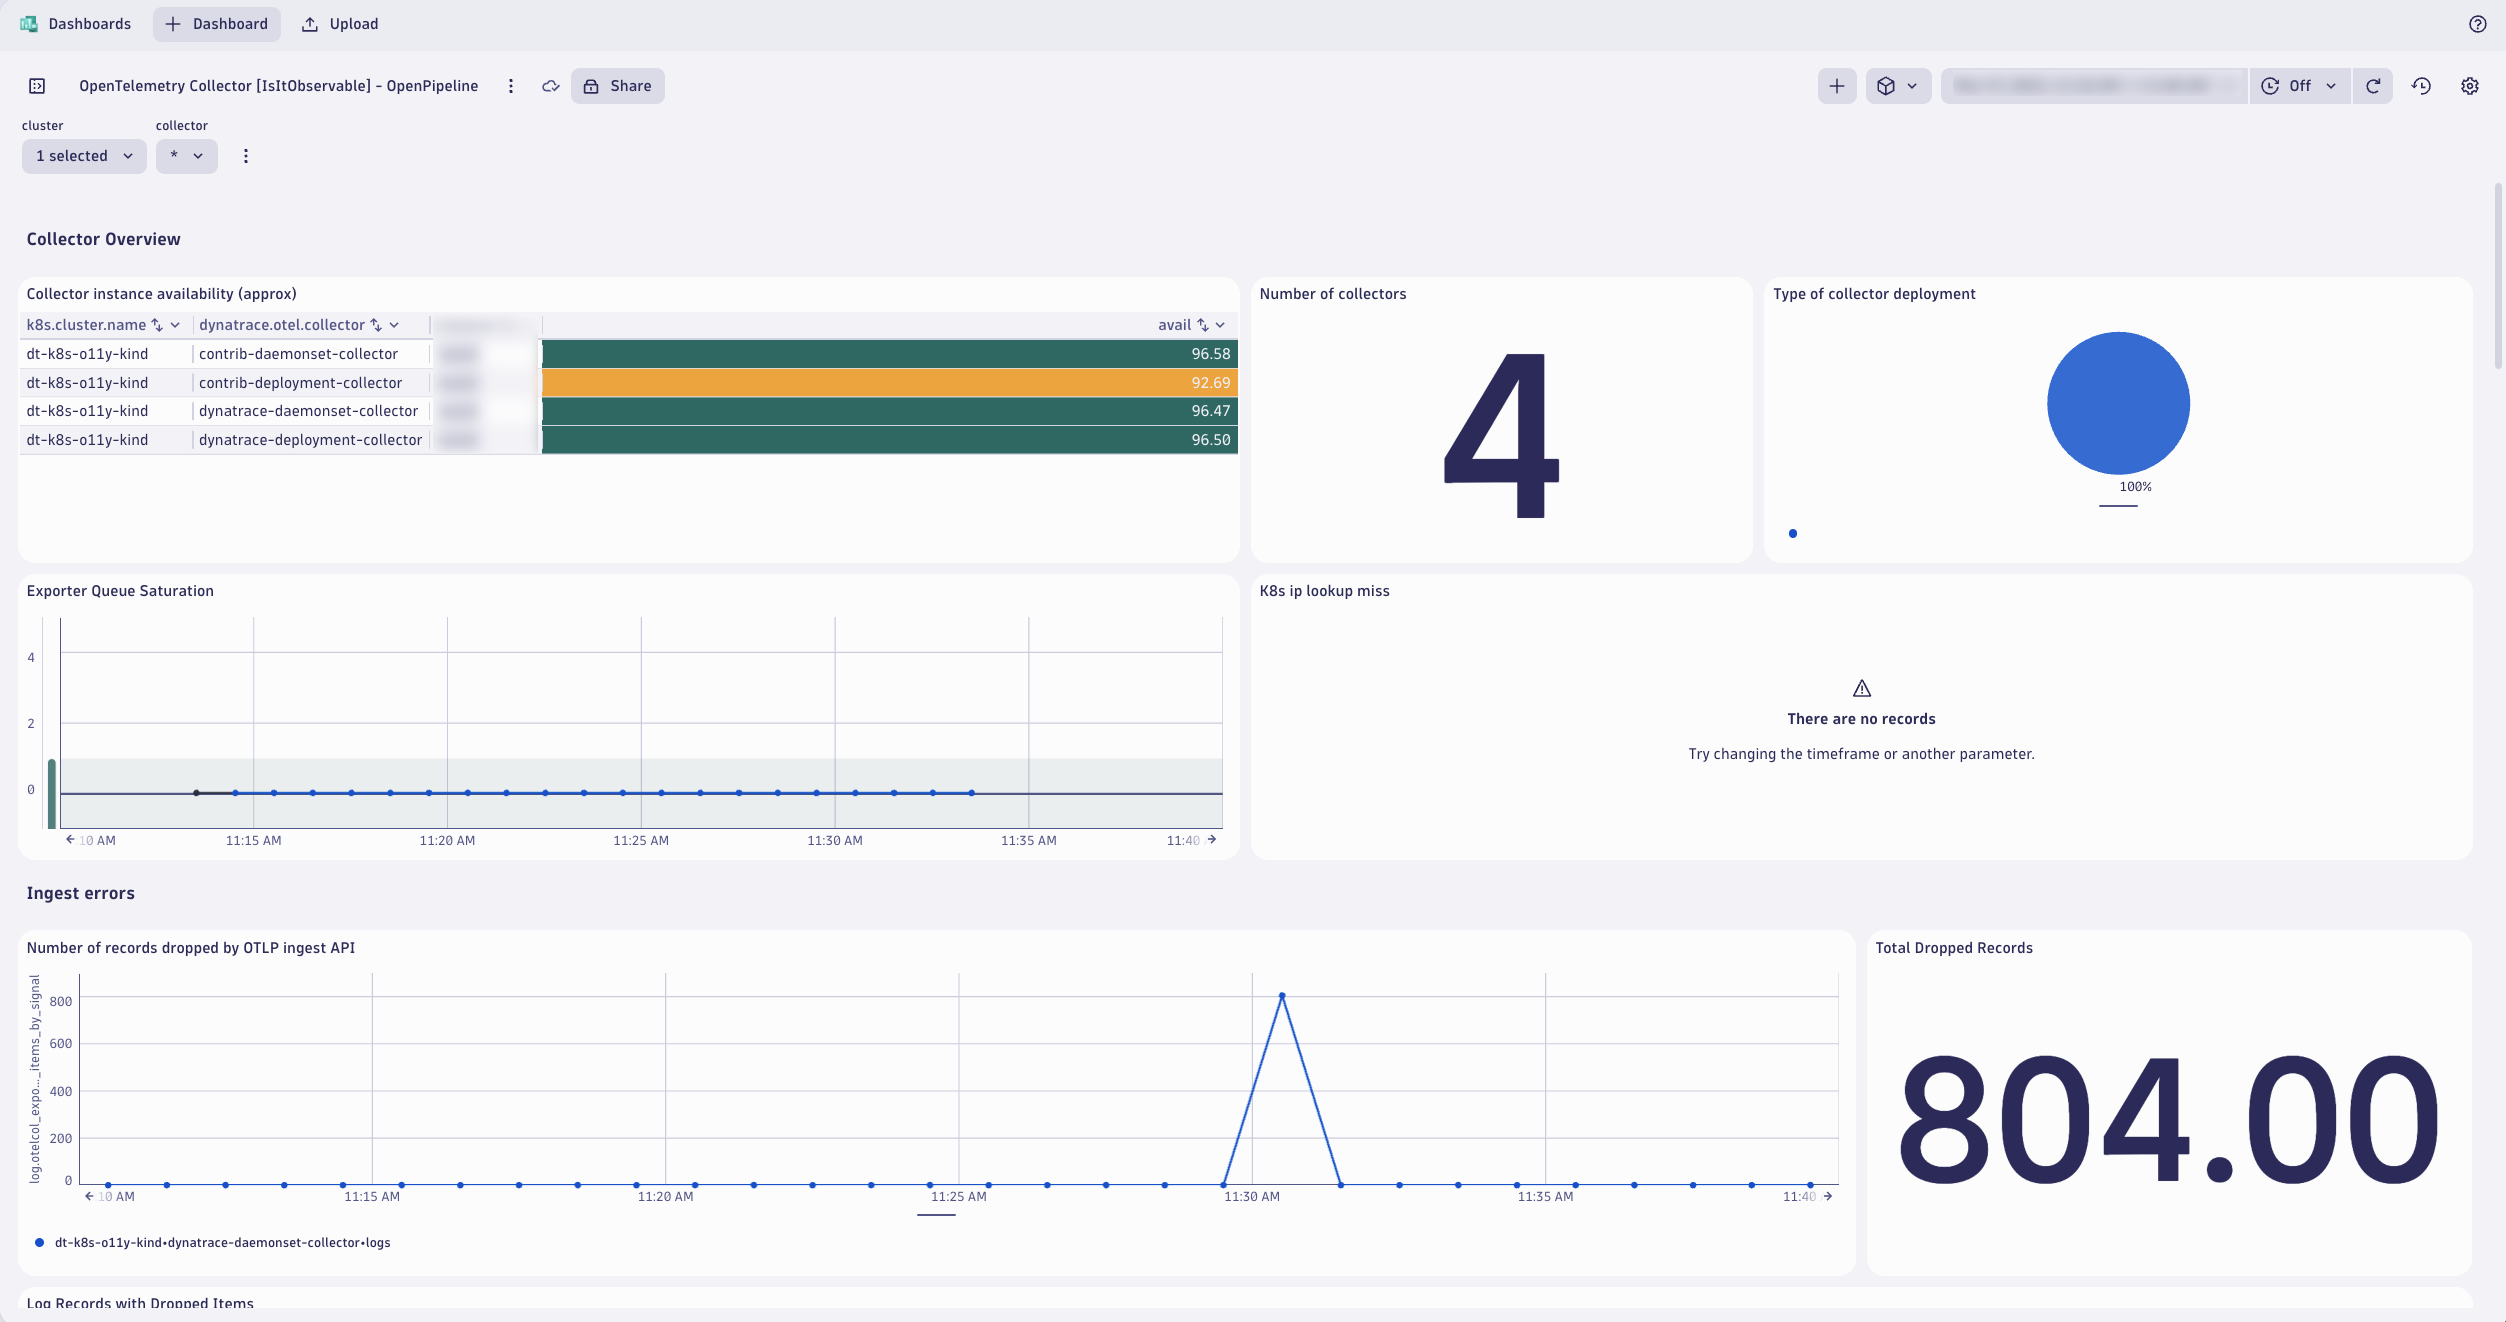 Dashboards
Dashboard
Upload
OpenTelemetry Collector [IsItObservable] - OpenPipeline
Share
Off
cluster
collector
1 selected
*
Collector Overview
Collector instance availability (approx)
k8s.cluster.name
dynatrace.otel.collector
avail
dt-k8s-o11y-kind contrib-daemonset-collector 96.58
dt-k8s-o11y-kind contrib-deployment-collector 92.69
dt-k8s-o11y-kind dynatrace-daemonset-collector 96.47
dt-k8s-o11y-kind dynatrace-deployment-collector 96.50
Number of collectors
4
Type of collector deployment
100%
Exporter Queue Saturation
4
2
0
10 AM 11:15 AM 11:20 AM 11:25 AM 11:30 AM 11:35 AM 11:40
K8s ip lookup miss
There are no records
Try changing the timeframe or another parameter.
Ingest errors
Number of records dropped by OTLP ingest API
log.otelcol_expo..._items_by_signal
800
600
400
200
0
10 AM 11:15 AM 11:20 AM 11:25 AM 11:30 AM 11:35 AM 11:40
dt-k8s-o11y-kind•dynatrace-daemonset-collector•logs
Total Dropped Records
804.00
Log Records with Dropped Items